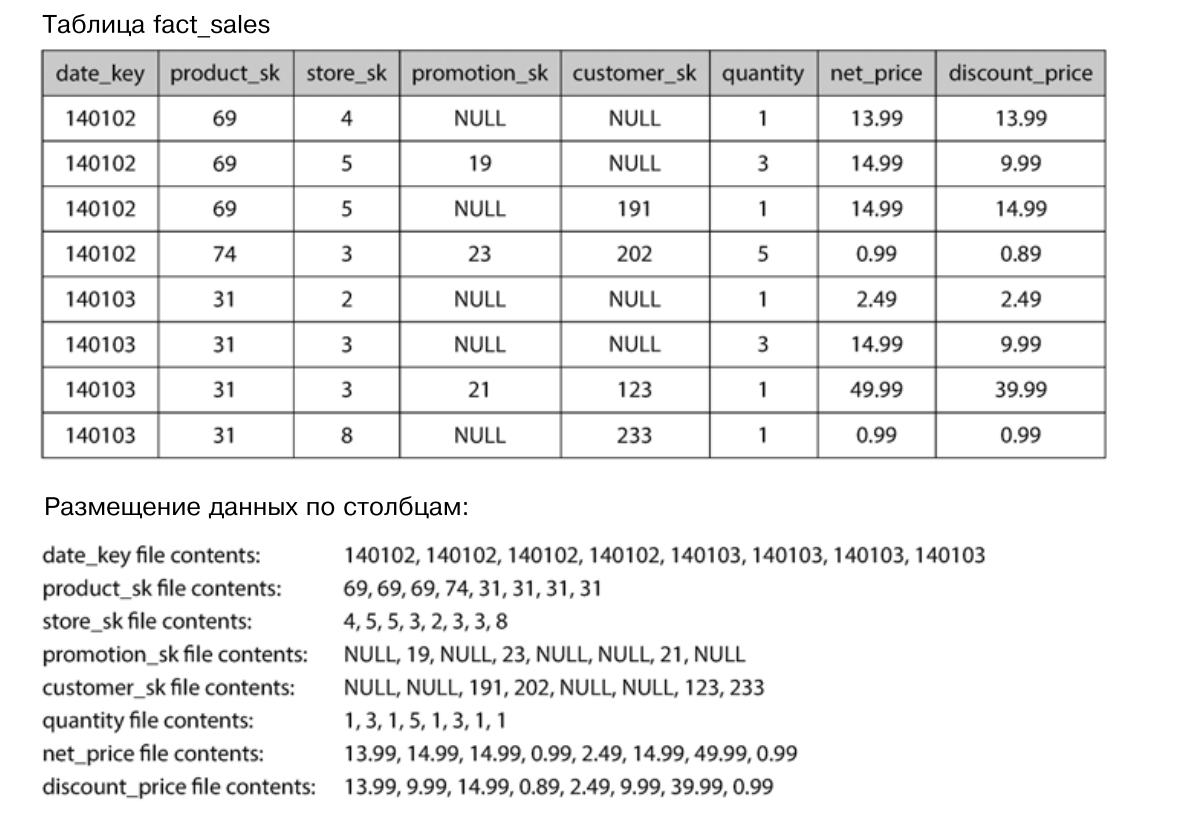 Таблица fact_sales
date_key product_sk store_sk promotion_sk customer_sk quantity net_price discount_price
140102 69 4 NULL NULL 1 13.99 13.99
140102 69 5 19 NULL 3 14.99 9.99
140102 69 5 NULL 191 1 14.99 14.99
140102 74 3 23 202 5 0.99 0.89
140103 31 2 NULL NULL 1 2.49 2.49
140103 31 3 NULL NULL 3 14.99 9.99
140103 31 3 21 123 1 49.99 39.99
140103 31 8 NULL 233 1 0.99 0.99
Размещение данных по столбцам:
date_key file contents: 140102, 140102, 140102, 140102, 140103, 140103, 140103, 140103
product_sk file contents: 69, 69, 69, 74, 31, 31, 31, 31
store_sk file contents: 4, 5, 5, 3, 2, 3, 3, 8
promotion_sk file contents: NULL, 19, NULL, 23, NULL, NULL, 21, NULL
customer_sk file contents: NULL, NULL, 191, 202, NULL, NULL, 123, 233
quantity file contents: 1, 3, 1, 5, 1, 3, 1, 1
net_price file contents: 13.99, 14.99, 14.99, 0.99, 2.49, 14.99, 49.99, 0.99
discount_price file contents: 13.99, 9.99, 14.99, 0.89, 2.49, 9.99, 39.99, 0.99